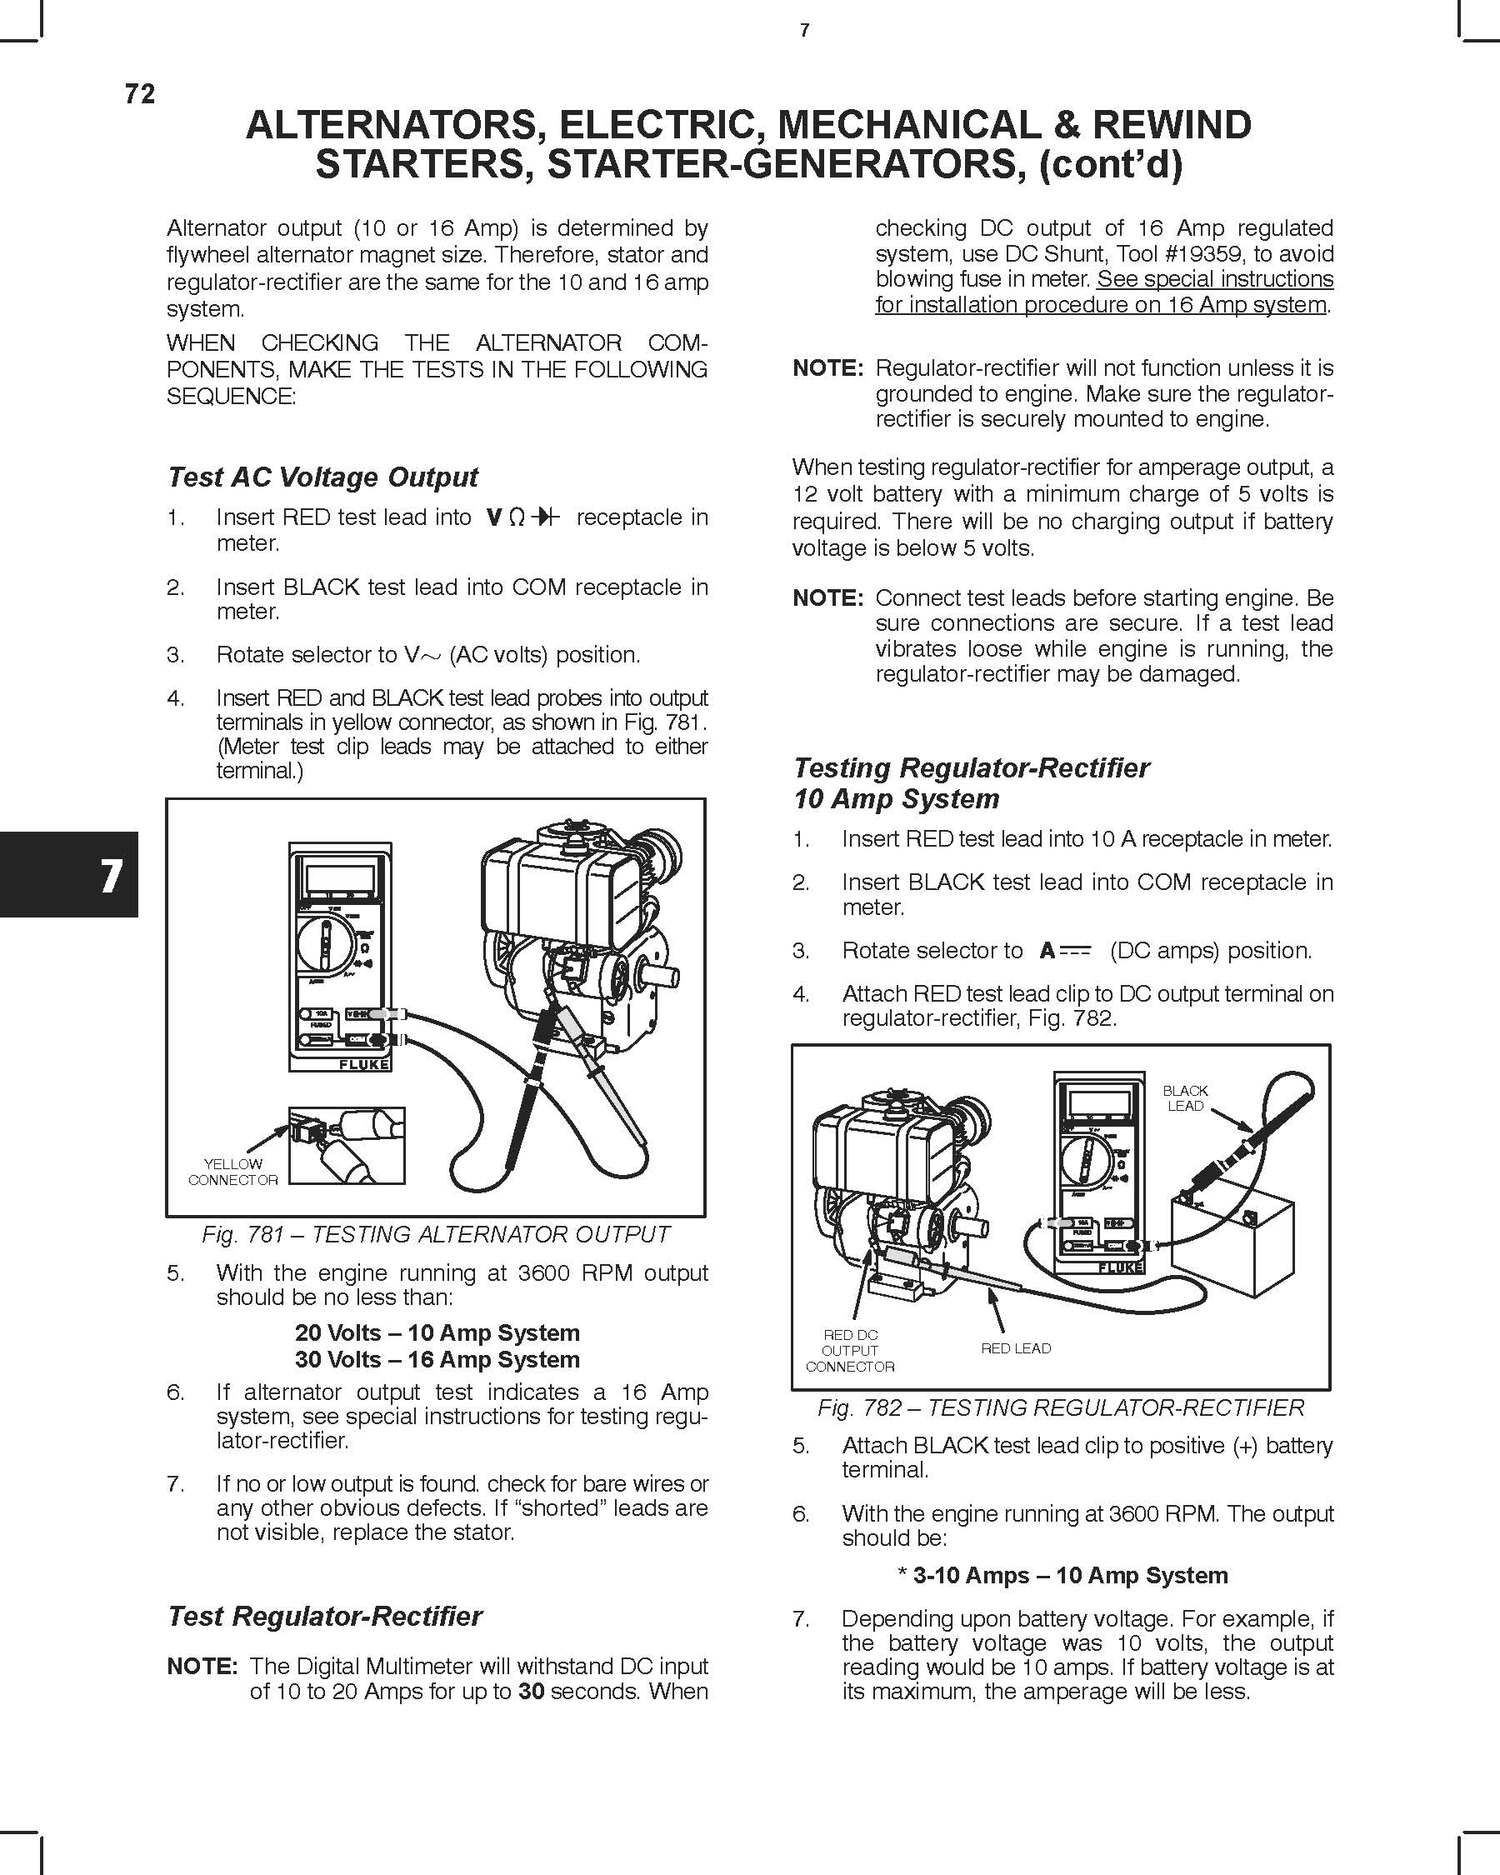 7
72
ALTERNATORS, ELECTRIC, MECHANICAL & REWIND
STARTERS, STARTER-GENERATORS, (cont’d)
Alternator output (10 or 16 Amp) is determined by
flywheel alternator magnet size. Therefore, stator and
regulator-rectifier are the same for the 10 and 16 amp
system.
WHEN CHECKING THE ALTERNATOR COM-
PONENTS, MAKE THE TESTS IN THE FOLLOWING
SEQUENCE:
Test AC Voltage Output
1. Insert RED test lead into V Ω receptacle in
meter.
2. Insert BLACK test lead into COM receptacle in
meter.
3. Rotate selector to V~ (AC volts) position.
4. Insert RED and BLACK test lead probes into output
terminals in yellow connector, as shown in Fig. 781.
(Meter test clip leads may be attached to either
terminal.)
7
10A
FUSED
FLUKE
YELLOW
CONNECTOR
Fig. 781 – TESTING ALTERNATOR OUTPUT
5. With the engine running at 3600 RPM output
should be no less than:
20 Volts – 10 Amp System
30 Volts – 16 Amp System
6. If alternator output test indicates a 16 Amp
system, see special instructions for testing regu-
lator-rectifier.
7. If no or low output is found. check for bare wires or
any other obvious defects. If “shorted” leads are
not visible, replace the stator.
Test Regulator-Rectifier
NOTE: The Digital Multimeter will withstand DC input
of 10 to 20 Amps for up to 30 seconds. When
checking DC output of 16 Amp regulated
system, use DC Shunt, Tool #19359, to avoid
blowing fuse in meter. See special instructions
for installation procedure on 16 Amp system.
NOTE: Regulator-rectifier will not function unless it is
grounded to engine. Make sure the regulator-
rectifier is securely mounted to engine.
When testing regulator-rectifier for amperage output, a
12 volt battery with a minimum charge of 5 volts is
required. There will be no charging output if battery
voltage is below 5 volts.
NOTE: Connect test leads before starting engine. Be
sure connections are secure. If a test lead
vibrates loose while engine is running, the
regulator-rectifier may be damaged.
Testing Regulator-Rectifier
10 Amp System
1. Insert RED test lead into 10 A receptacle in meter.
2. Insert BLACK test lead into COM receptacle in
meter.
3. Rotate selector to A⎓ (DC amps) position.
4. Attach RED test lead clip to DC output terminal on
regulator-rectifier, Fig. 782.
BLACK
LEAD
10A
FUSED
FLUKE
RED DC
OUTPUT
CONNECTOR
RED LEAD
Fig. 782 – TESTING REGULATOR-RECTIFIER
5. Attach BLACK test lead clip to positive (+) battery
terminal.
6. With the engine running at 3600 RPM. The output
should be:
* 3-10 Amps – 10 Amp System
7. Depending upon battery voltage. For example, if
the battery voltage was 10 volts, the output
reading would be 10 amps. If battery voltage is at
its maximum, the amperage will be less.